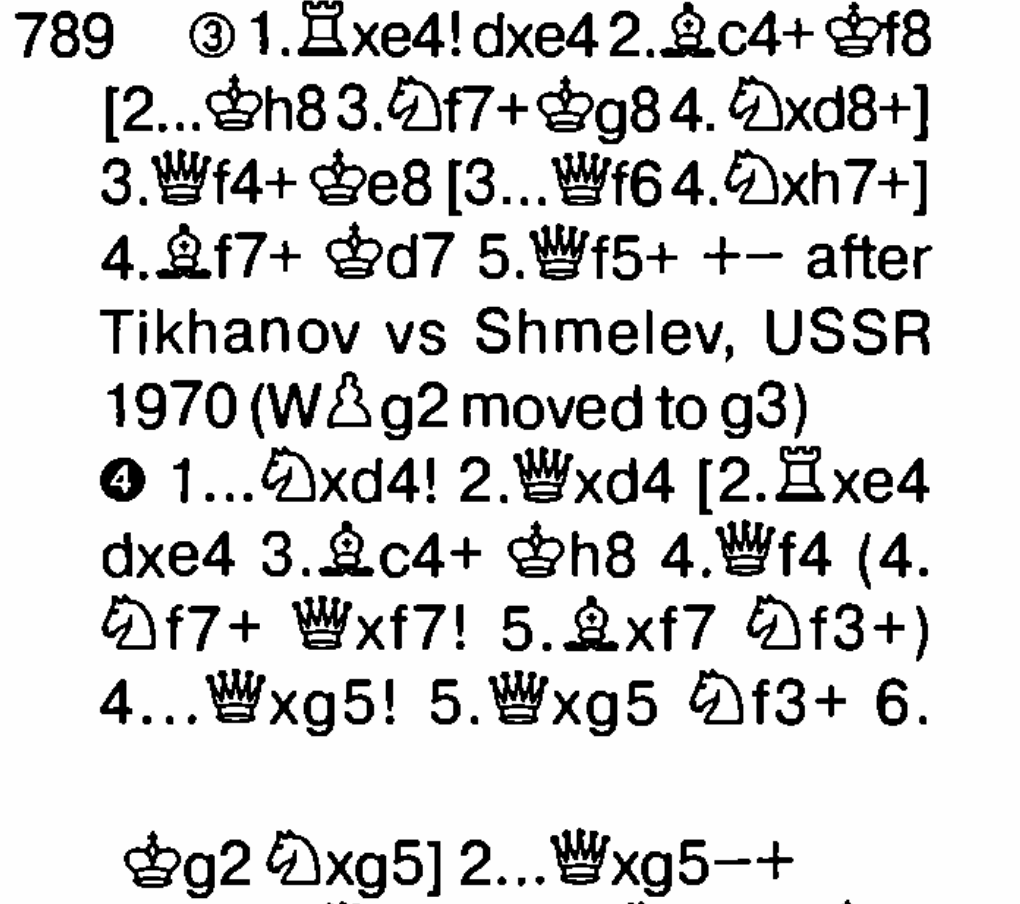 789 ③ 1.♖xe4! dxe4 2.♗c4+ ♔f8
[2...♔h8 3.♘f7+ ♔g8 4. ♘xd8+]
3.♕f4+ ♔e8 [3...♕f6 4.♘xh7+]
4.♗f7+ ♔d7 5.♕f5+ +− after
Tikhanov vs Shmelev, USSR
1970 (W♙g2 moved to g3)
❹ 1...♘xd4! 2.♕xd4 [2.♖xe4
dxe4 3.♗c4+ ♔h8 4.♕f4 (4.
♘f7+ ♕xf7! 5.♗xf7 ♘f3+)
4...♕xg5! 5.♕xg5 ♘f3+ 6.
♔g2 ♘xg5] 2...♕xg5−+